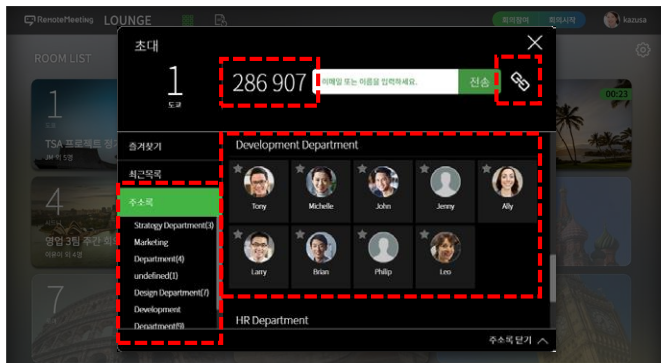 RemoteMeeting LOUNGE
회의참여 회의시작 kazusa
ROOM LIST
초대
1
도쿄
286 907
이메일 또는 이름을 입력하세요.
전송
1
TSA 프로젝트 정기
00:23
즐겨찾기
최근목록
주소록
Strategy Department(3)
Marketing
Department(4)
undefined(1)
Design Department(7)
Development
Department(9)
Development Department
Tony Michelle John Jenny Ally
Larry Brian Philip Leo
HR Department
주소록 닫기
4
영업 3팀 주간 회
7